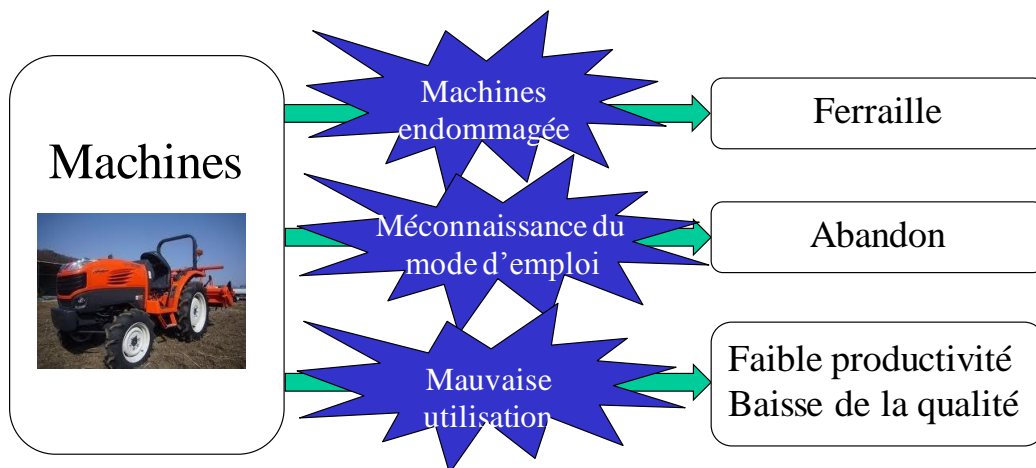 Machines
Machines
endommagée
Ferraille
Méconnaissance du
mode d’emploi
Abandon
Mauvaise
utilisation
Faible productivité
Baisse de la qualité